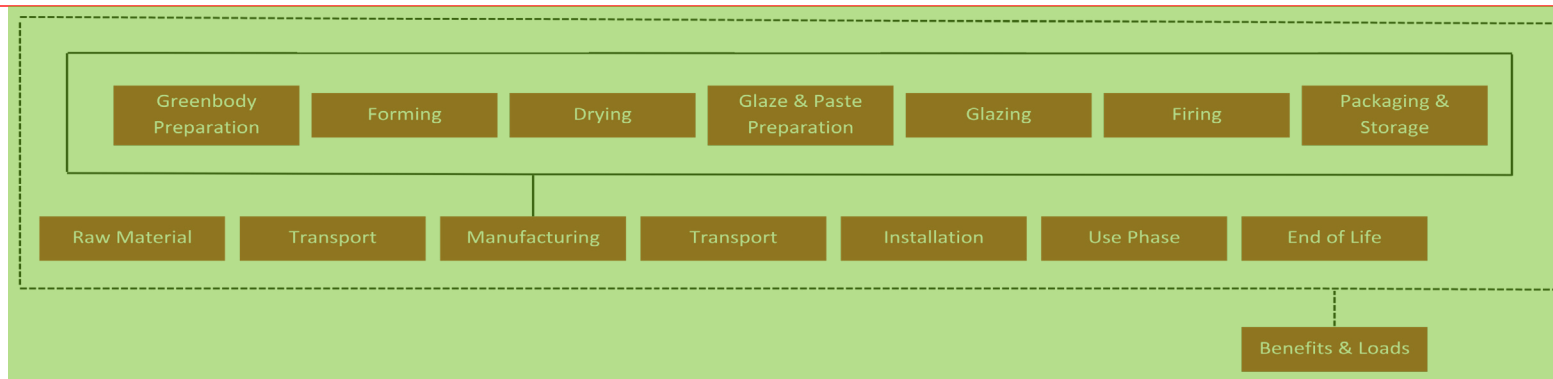 Greenbody
Preparation
Forming
Drying
Glaze & Paste
Preparation
Glazing
Firing
Packaging &
Storage
Raw Material
Transport
Manufacturing
Transport
Installation
Use Phase
End of Life
Benefits & Loads